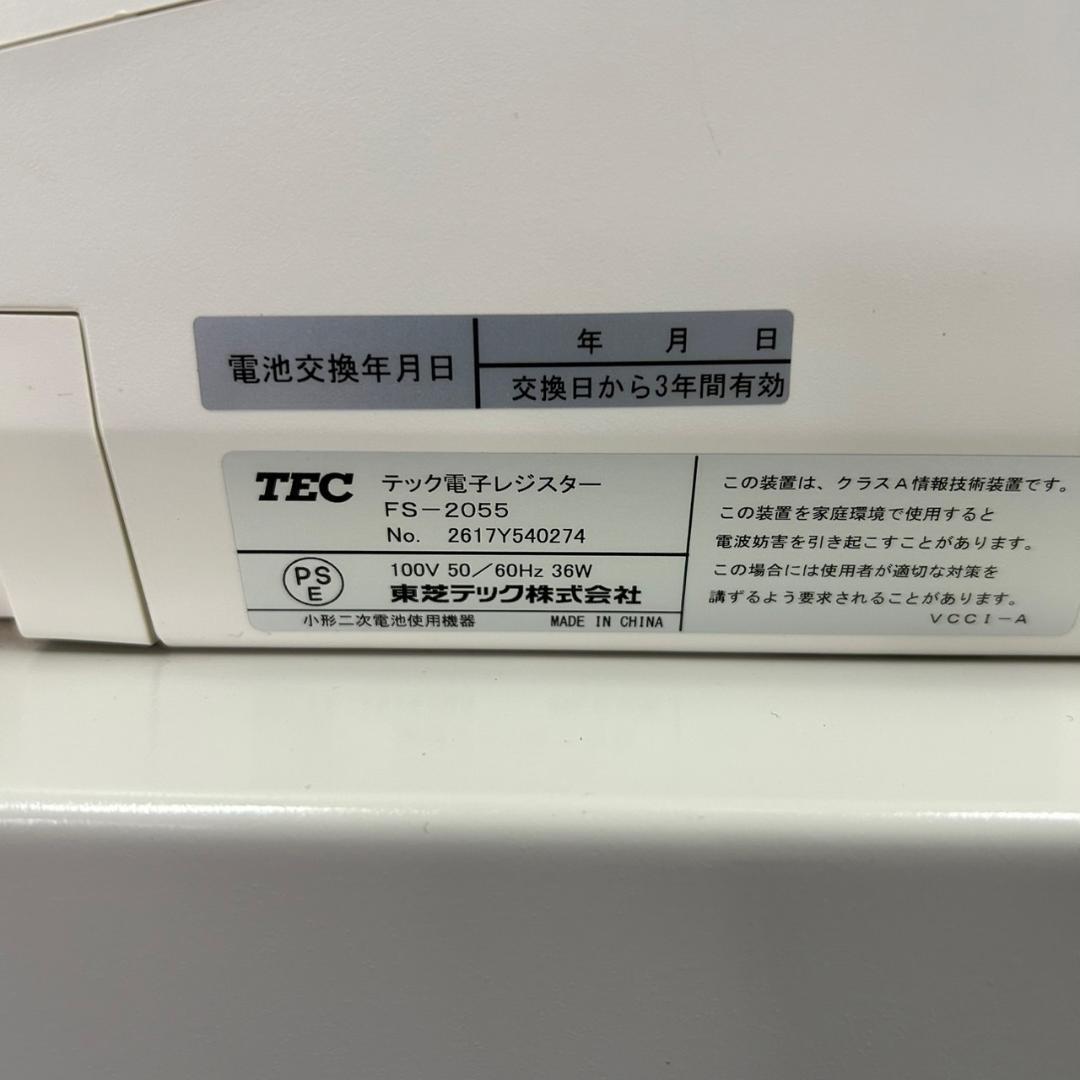 電池交換年月日
年 月 日
交換日から3年間有効
TEC テック電子レジスター
FS-2055
No. 2617Y540274
PS
E
100V 50/60Hz 36W
東芝テック株式会社
小形二次電池使用機器 MADE IN CHINA
この装置は、クラスA情報技術装置です。
この装置を家庭環境で使用すると
電波妨害を引き起こすことがあります。
この場合には使用者が適切な対策を
講ずるよう要求されることがあります。
VCCI-A